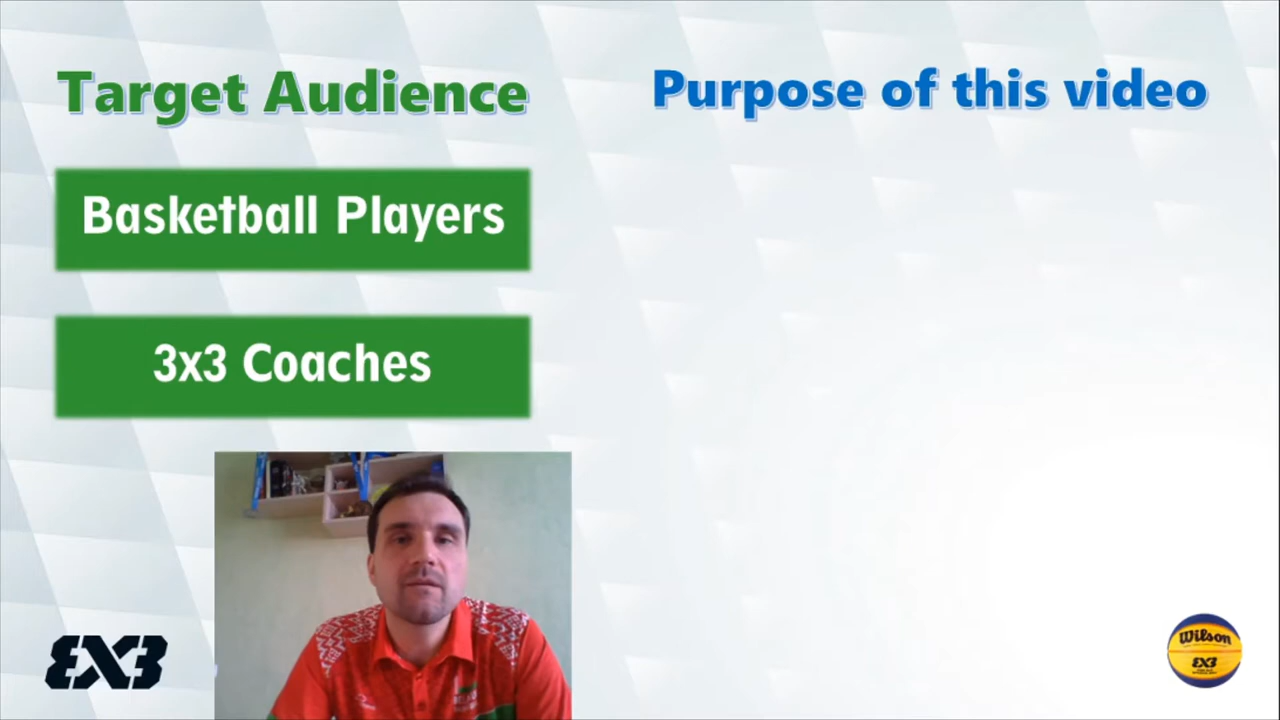 Target Audience
Purpose of this video
Basketball Players
3x3 Coaches
3X3
Wilson
3X3